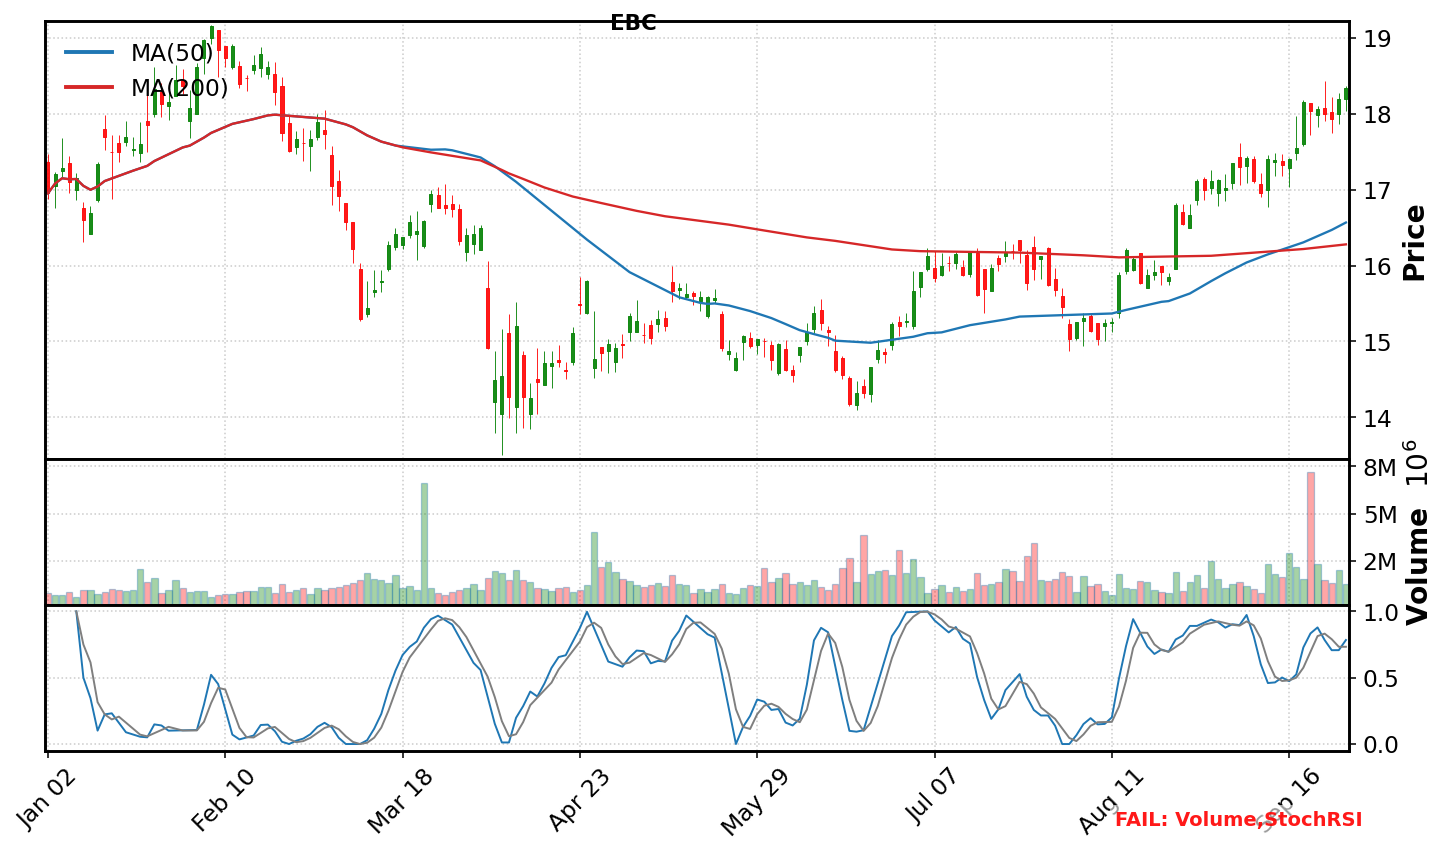 EBC
MA(50)
MA(200)
19
18
17
16
15
14
Price
8M
5M
2M
Volume 10⁶
1.0
0.5
0.0
Jan 02
Feb 10
Mar 18
Apr 23
May 29
Jul 07
Aug 11
Sep 16
FAIL: Volume,StochRSI